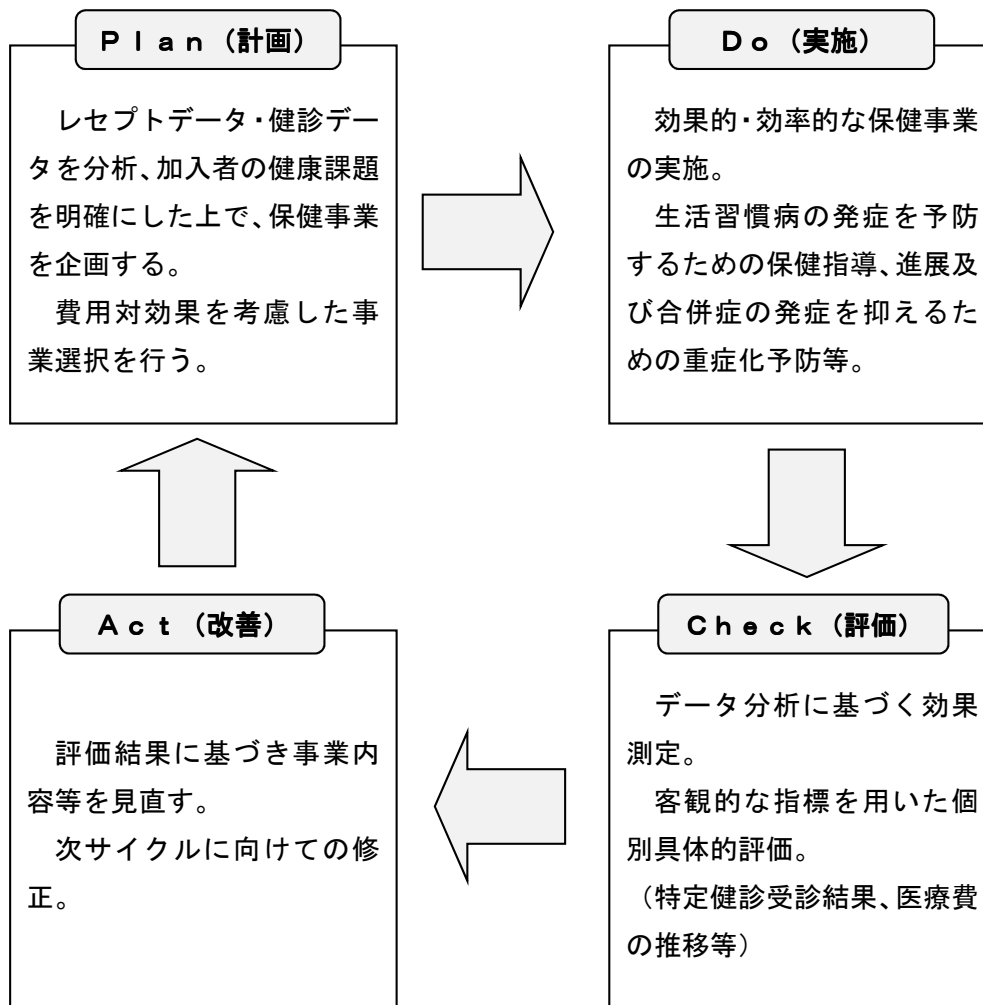 Plan（計画）
レセプトデータ・健診デー
タを分析、加入者の健康課題
を明確にした上で、保健事業
を企画する。
費用対効果を考慮した事
業選択を行う。
Do（実施）
効果的・効率的な保健事業
の実施。
生活習慣病の発症を予防
するための保健指導、進展及
び合併症の発症を抑えるた
めの重症化予防等。
Act（改善）
評価結果に基づき事業内
容等を見直す。
次サイクルに向けての修
正。
Check（評価）
データ分析に基づく効果
測定。
客観的な指標を用いた個
別具体的評価。
（特定健診受診結果、医療費
の推移等）